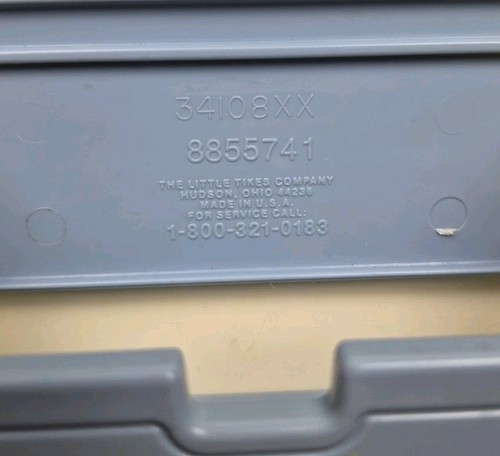 34108XX
8855741
THE LITTLE TIKES COMPANY
HUDSON, OHIO 44236
MADE IN U.S.A.
FOR SERVICE CALL:
1-800-321-0183